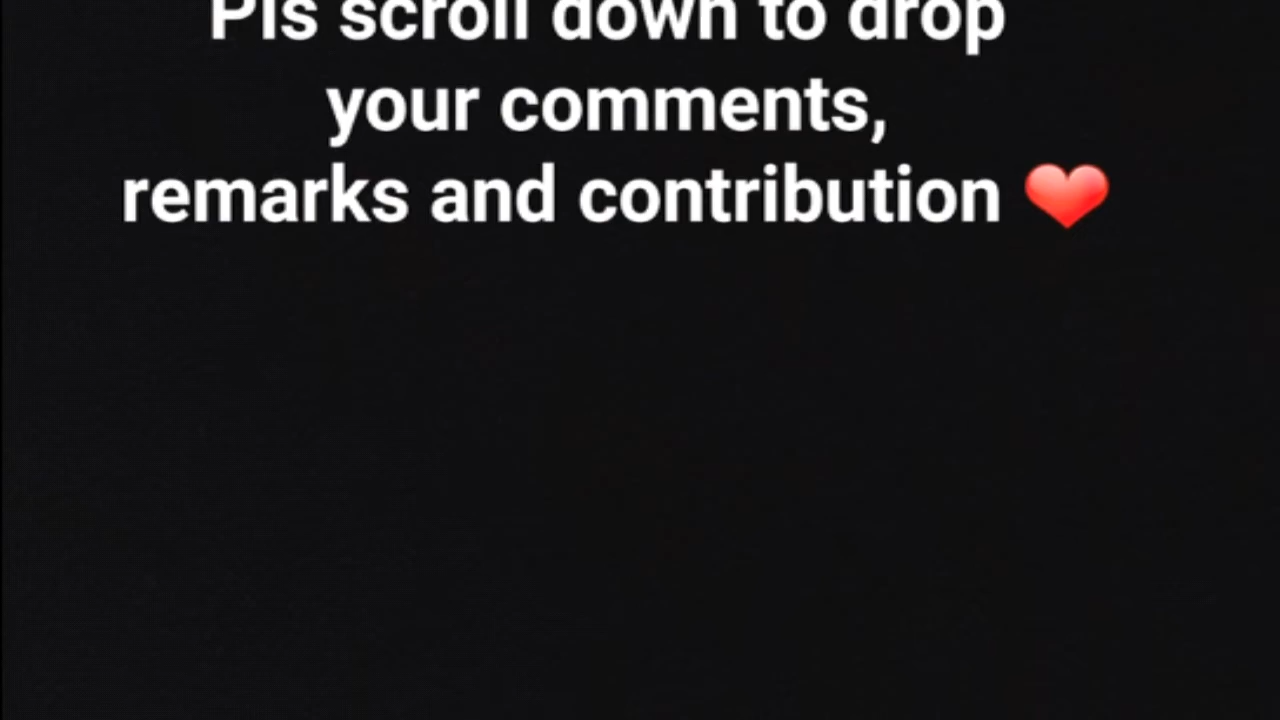 Pls scroll down to drop
your comments,
remarks and contribution ❤️